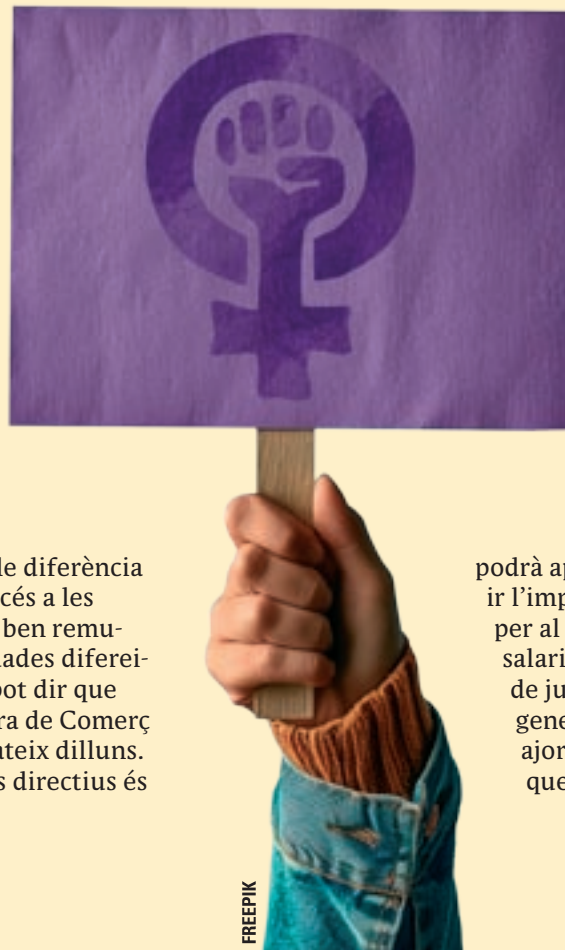 le diferència
cés a les
ben remu-
ades diferei-
pot dir que
ra de Comerç
ateix dilluns.
s directius és
podrà ap
ir l'imp
per al
salari
de ju
gene
ajor
que
FREEPIK